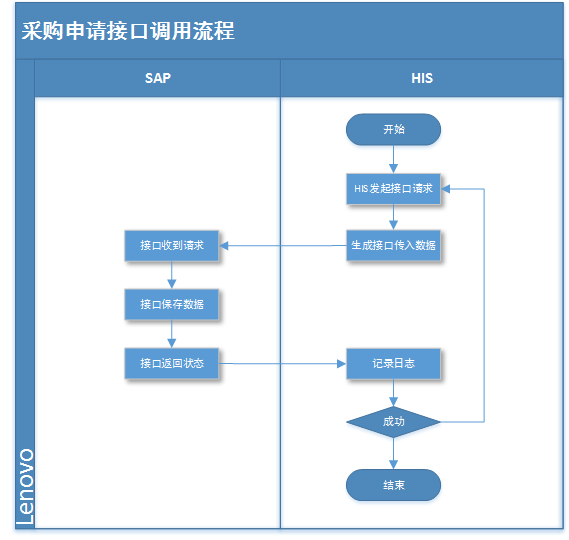 采购申请接口调用流程
SAP
HIS
开始
HIS发起接口请求
生成接口传入数据
接口收到请求
接口保存数据
接口返回状态
记录日志
成功
结束
Lenovo